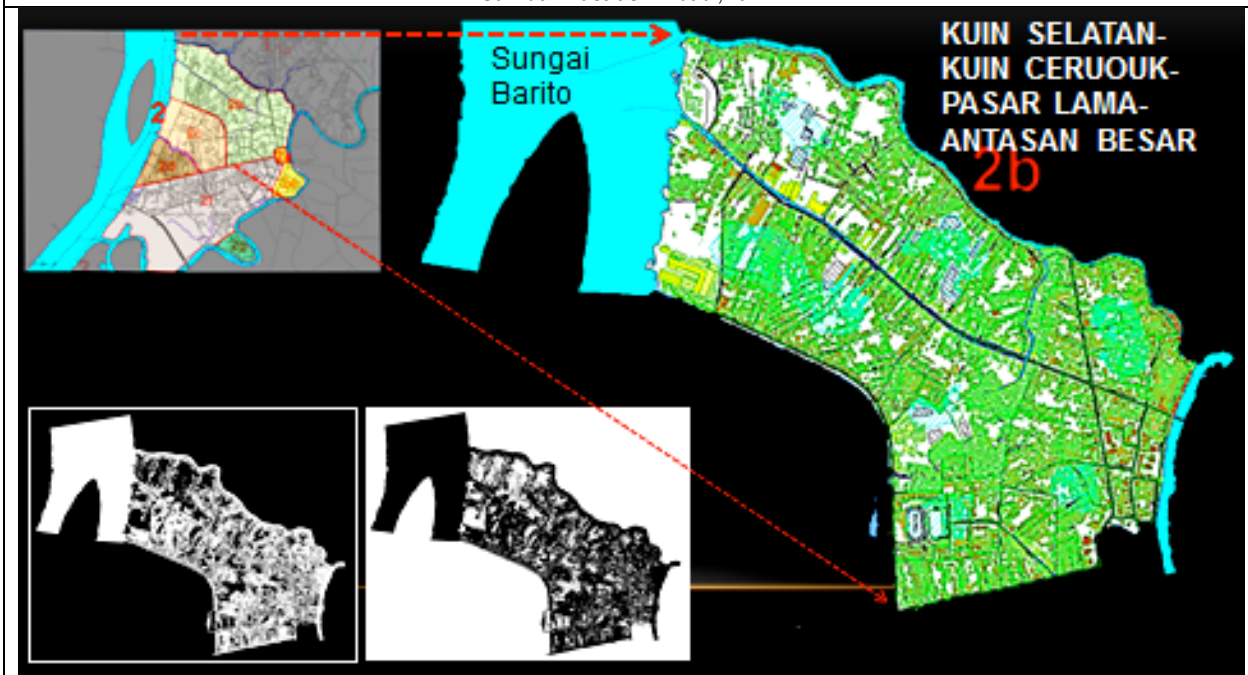 Sungai
Barito
KUIN SELATAN-
KUIN CERUOUK-
PASAR LAMA-
ANTASAN BESAR
2b
2